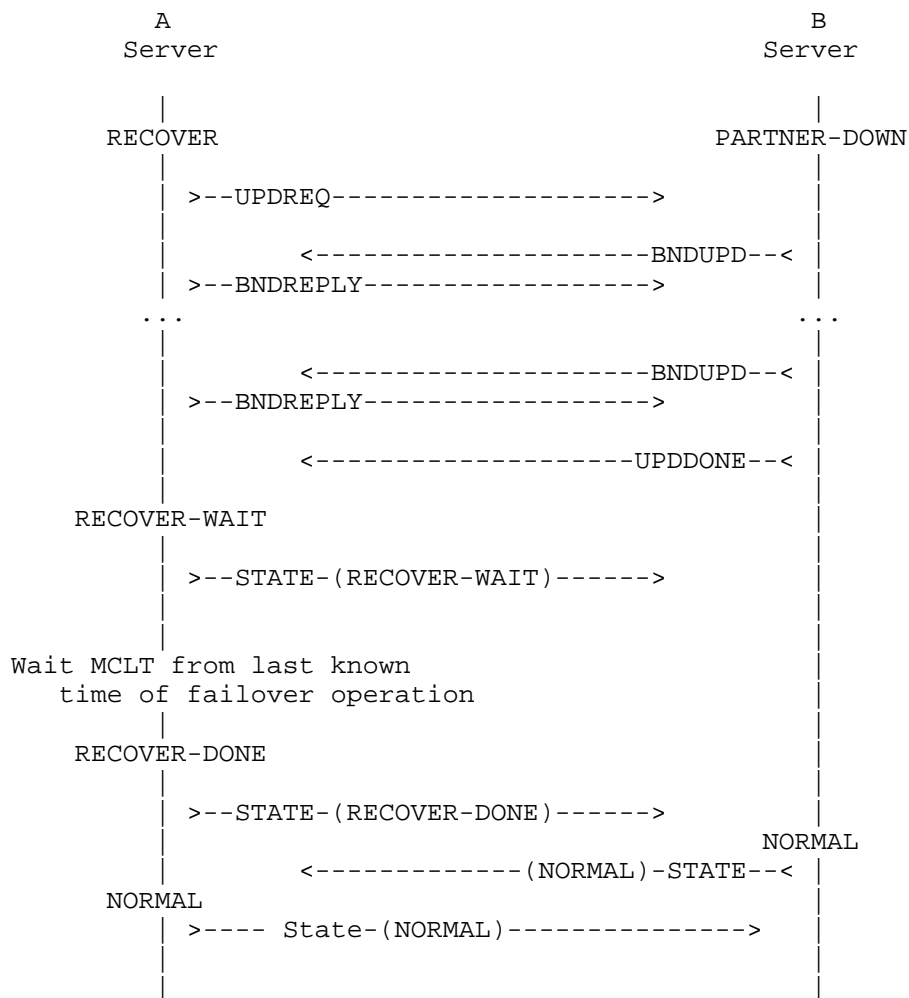 A B
Server Server
RECOVER PARTNER-DOWN
>--UPDREQ-------------------->
<---------------------BNDUPD--<
>--BNDREPLY------------------>
... ...
<---------------------BNDUPD--<
>--BNDREPLY------------------>
<--------------------UPDDONE--<
RECOVER-WAIT
>--STATE-(RECOVER-WAIT)------>
Wait MCLT from last known
time of failover operation
RECOVER-DONE
>--STATE-(RECOVER-DONE)------>
NORMAL
<-------------(NORMAL)-STATE--<
NORMAL
>---- State-(NORMAL)--------------->